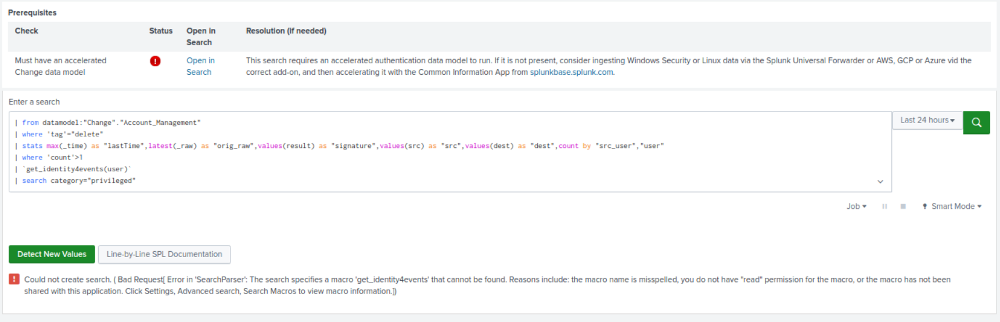 Prerequisites
Check Status Open in Search Resolution (if needed)
Must have an accelerated Change data model
Open in Search
This search requires an accelerated authentication data model to run. If it is not present, consider ingesting Windows Security or Linux data via the Splunk Universal Forwarder or AWS, GCP or Azure vid the
correct add-on, and then accelerating it with the Common Information App from splunkbase.splunk.com.
Enter a search
| from datamodel:"Change"."Account_Management"
| where 'tag'="delete"
| stats max(_time) as "lastTime",latest(_raw) as "orig_raw",values(result) as "signature",values(src) as "src",values(dest) as "dest",count by "src_user","user"
| where 'count'>1
| `get_identity4events(user)`
| search category="privileged"
Last 24 hours
Job Smart Mode
Detect New Values Line-by-Line SPL Documentation
Could not create search. ( Bad Request[ Error in 'SearchParser': The search specifies a macro 'get_identity4events' that cannot be found. Reasons include: the macro name is misspelled, you do not have "read" permission for the macro, or the macro has not been
shared with this application. Click Settings, Advanced search, Search Macros to view macro information.])